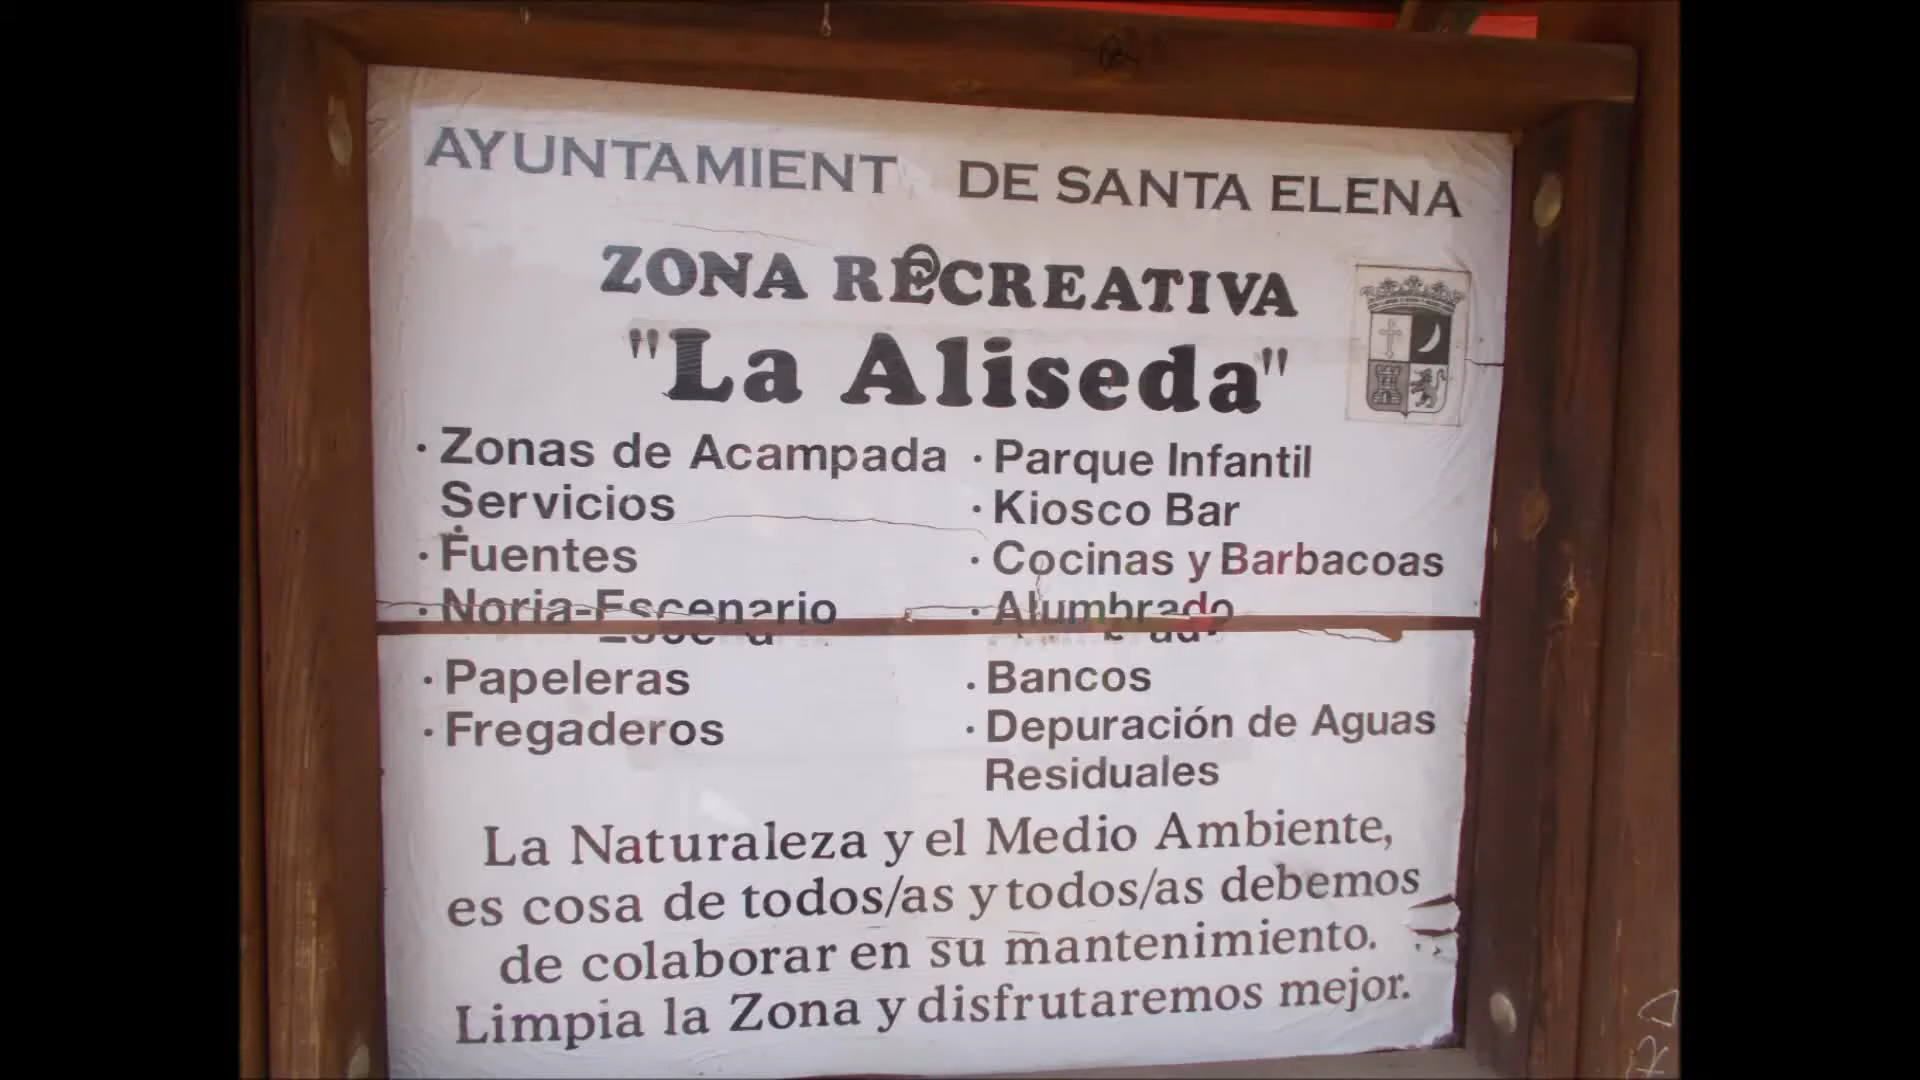 AYUNTAMIENT DE SANTA ELENA
ZONA RECREATIVA
"La Aliseda"
· Zonas de Acampada
Servicios
· Fuentes
· Noria-Escenario
· Papeleras
· Fregaderos
· Parque Infantil
· Kiosco Bar
· Cocinas y Barbacoas
· Alumbrado
· Bancos
· Depuración de Aguas
Residuales
La Naturaleza y el Medio Ambiente,
es cosa de todos/as y todos/as debemos
de colaborar en su mantenimiento.
Limpia la Zona y disfrutaremos mejor.